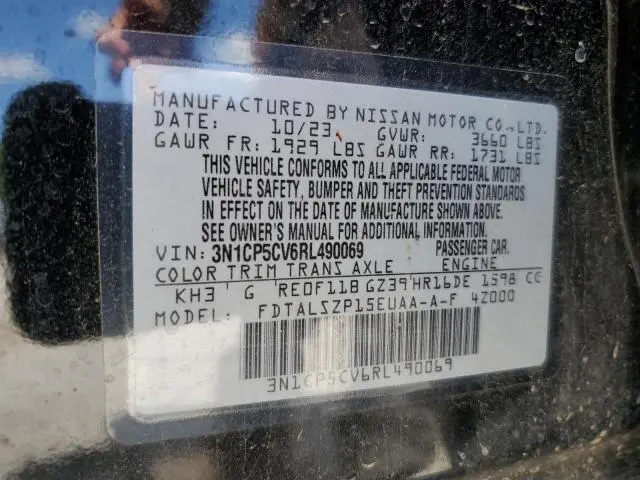 MANUFACTURED BY NISSAN MOTOR CO., LTD.
DATE: 10/23 GVWR: 3660 LBS
GAWR FR: 1929 LBS GAWR RR: 1731 LBS
THIS VEHICLE CONFORMS TO ALL APPLICABLE FEDERAL MOTOR
VEHICLE SAFETY, BUMPER AND THEFT PREVENTION STANDARDS
IN EFFECT ON THE DATE OF MANUFACTURE SHOWN ABOVE.
SEE OWNER'S MANUAL FOR ADDITIONAL INFORMATION.
VIN: 3N1CP5CV6RL490069 PASSENGER CAR.
COLOR TRIM TRANS AXLE ENGINE
KH3 G RE0F11B GZ39 HR16DE 1598 CC
MODEL: FDTALSZP15EUAA-A-F 4Z000
3N1CP5CV6RL490069